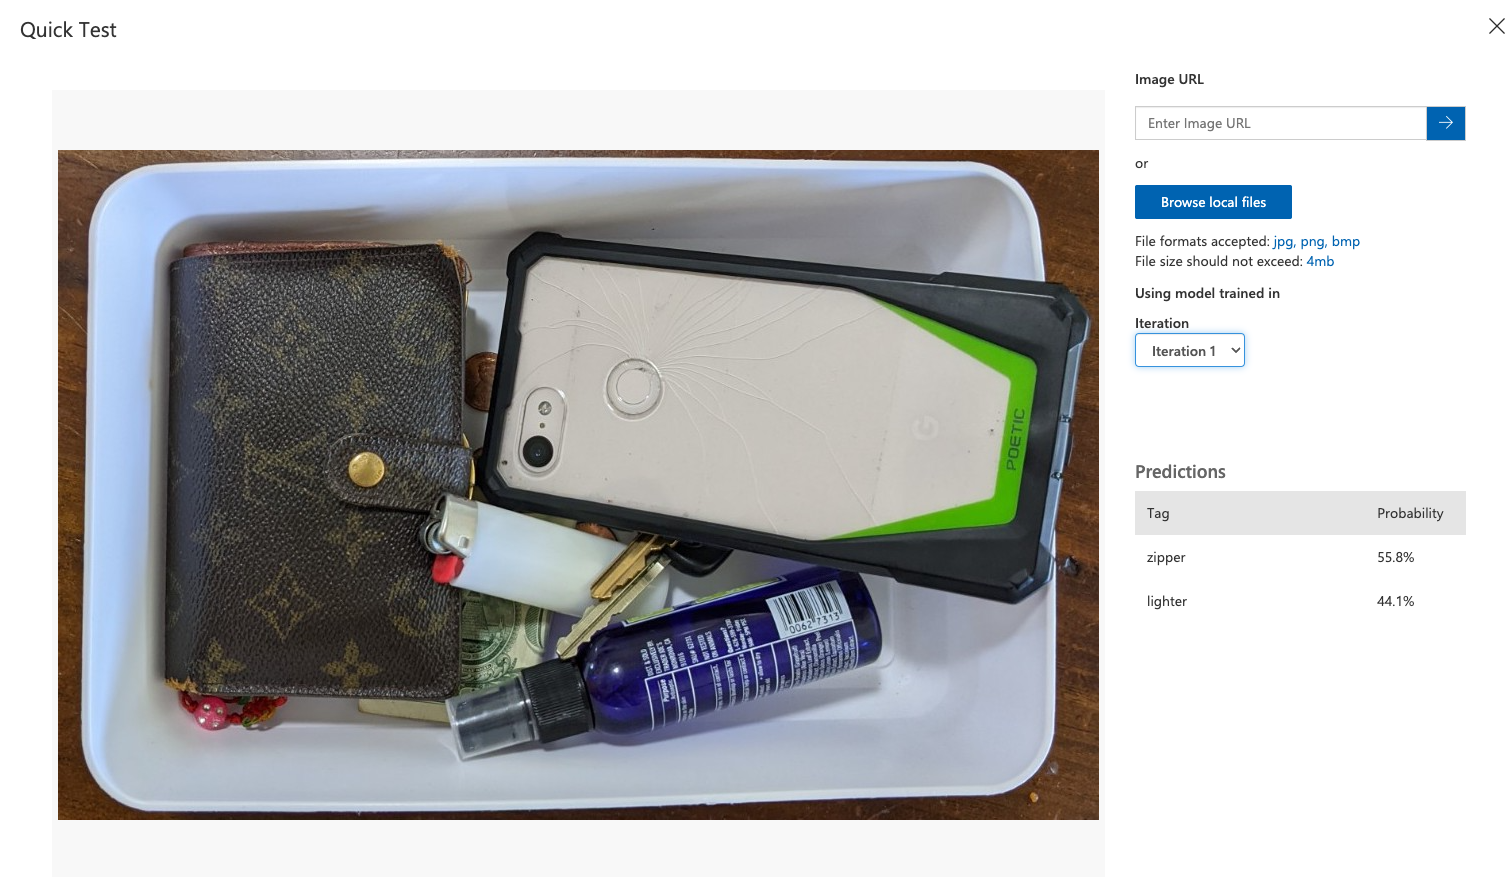 Quick Test
Image URL
Enter Image URL
or
Browse local files
File formats accepted: jpg, png, bmp
File size should not exceed: 4mb
Using model trained in
Iteration
Iteration 1
Predictions
Tag Probability
zipper 55.8%
lighter 44.1%
POETIC
G
Purpose